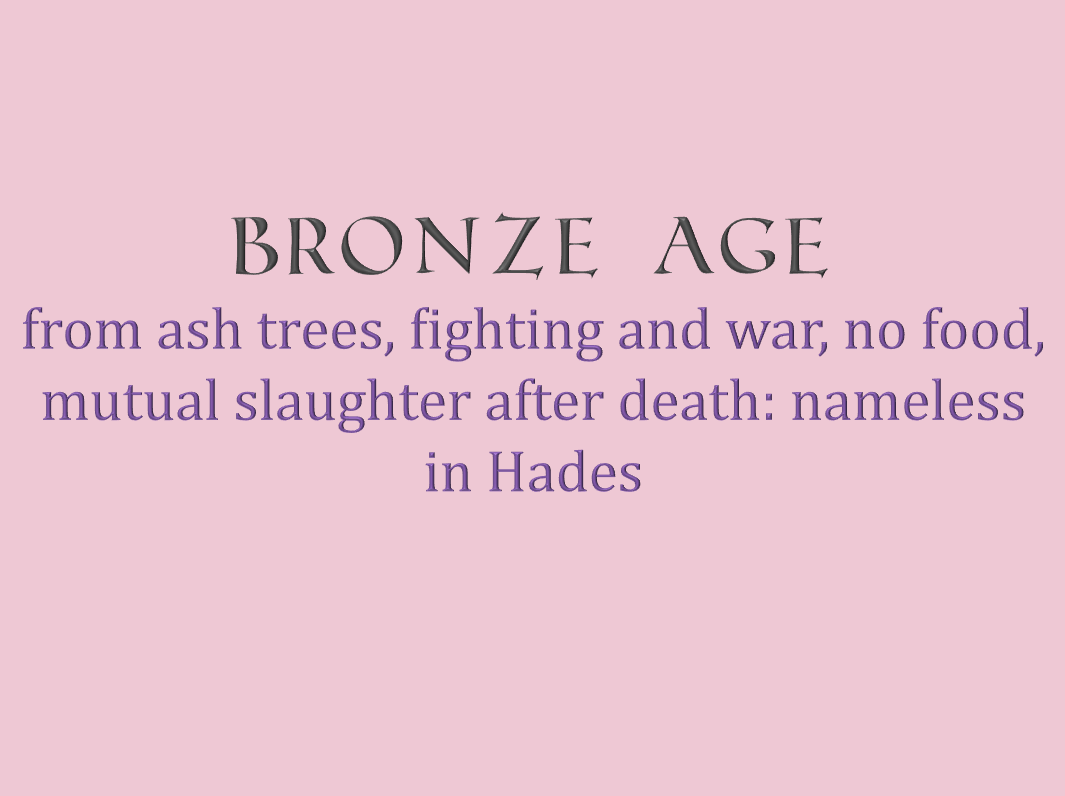 BRONZE AGE
from ash trees, fighting and war, no food,
mutual slaughter after death: nameless
in Hades